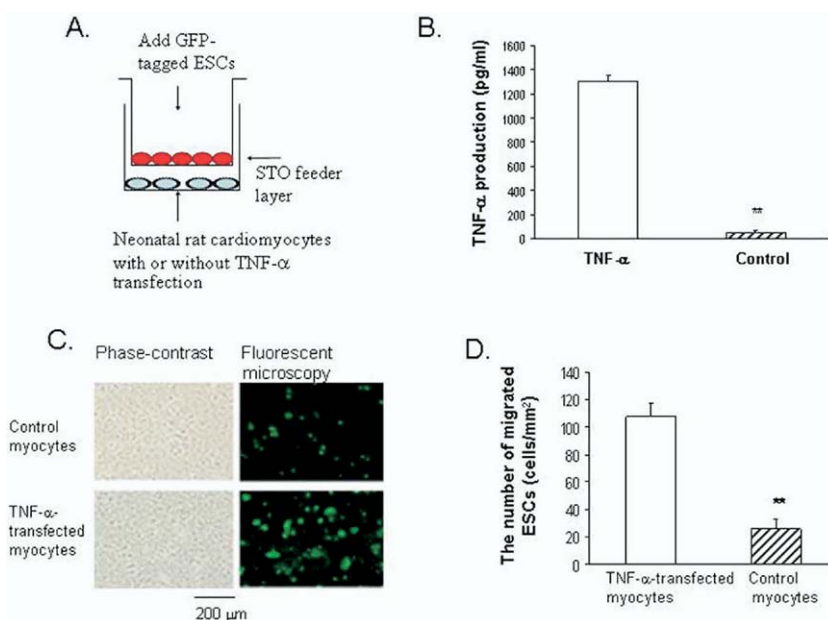 A.
Add GFP-
tagged ESCs
STO feeder
layer
Neonatal rat cardiomyocytes
with or without TNF-α
transfection
B.
TNF-α production (pg/ml)
1600
1400
1200
1000
800
600
400
200
0
**
TNF-α
Control
C.
Phase-contrast
Fluorescent
microscopy
Control
myocytes
TNF-α-
transfected
myocytes
200 µm
D.
The number of migrated
ESCs (cells/mm²)
140
120
100
80
60
40
20
0
**
TNF-α-transfected
myocytes
Control
myocytes